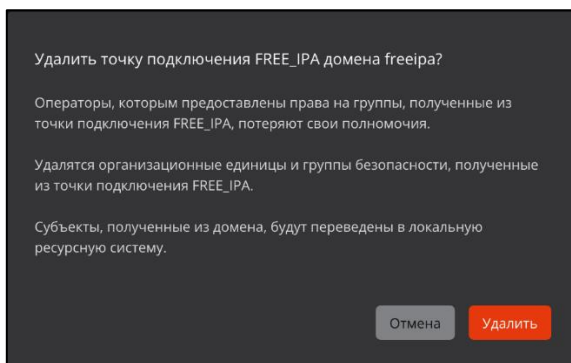 Удалить точку подключения FREE_IPA домена freeipa?
Операторы, которым предоставлены права на группы, полученные из
точки подключения FREE_IPA, потеряют свои полномочия.
Удалятся организационные единицы и группы безопасности, полученные
из точки подключения FREE_IPA.
Субъекты, полученные из домена, будут переведены в локальную
ресурсную систему.
Отмена
Удалить